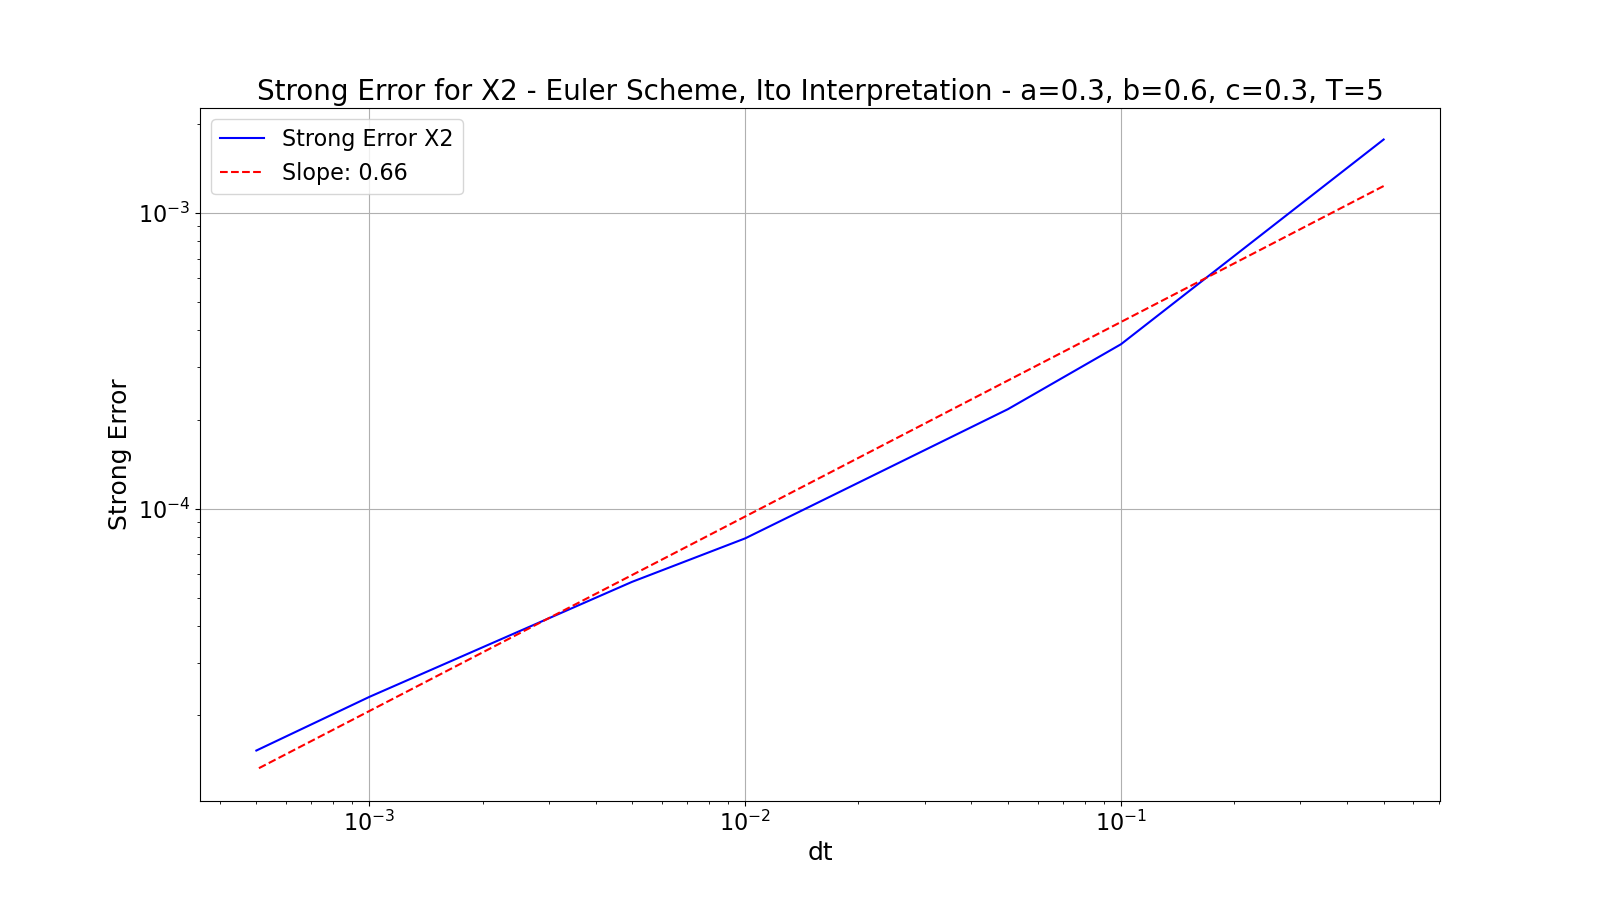 Strong Error for X2 - Euler Scheme, Ito Interpretation - a=0.3, b=0.6, c=0.3, T=5
Strong Error X2
Slope: 0.66
10⁻³
10⁻⁴
Strong Error
10⁻³ 10⁻² 10⁻¹
dt